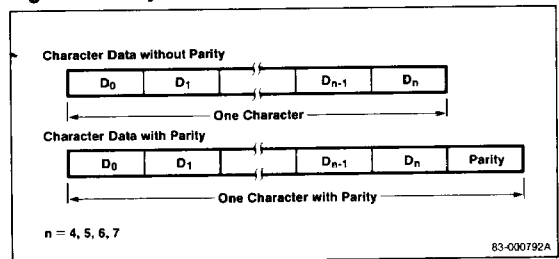 Character Data without Parity
D₀ D₁ Dₙ₋₁ Dₙ
One Character
Character Data with Parity
D₀ D₁ Dₙ₋₁ Dₙ Parity
One Character with Parity
n = 4, 5, 6, 7
83-000792A